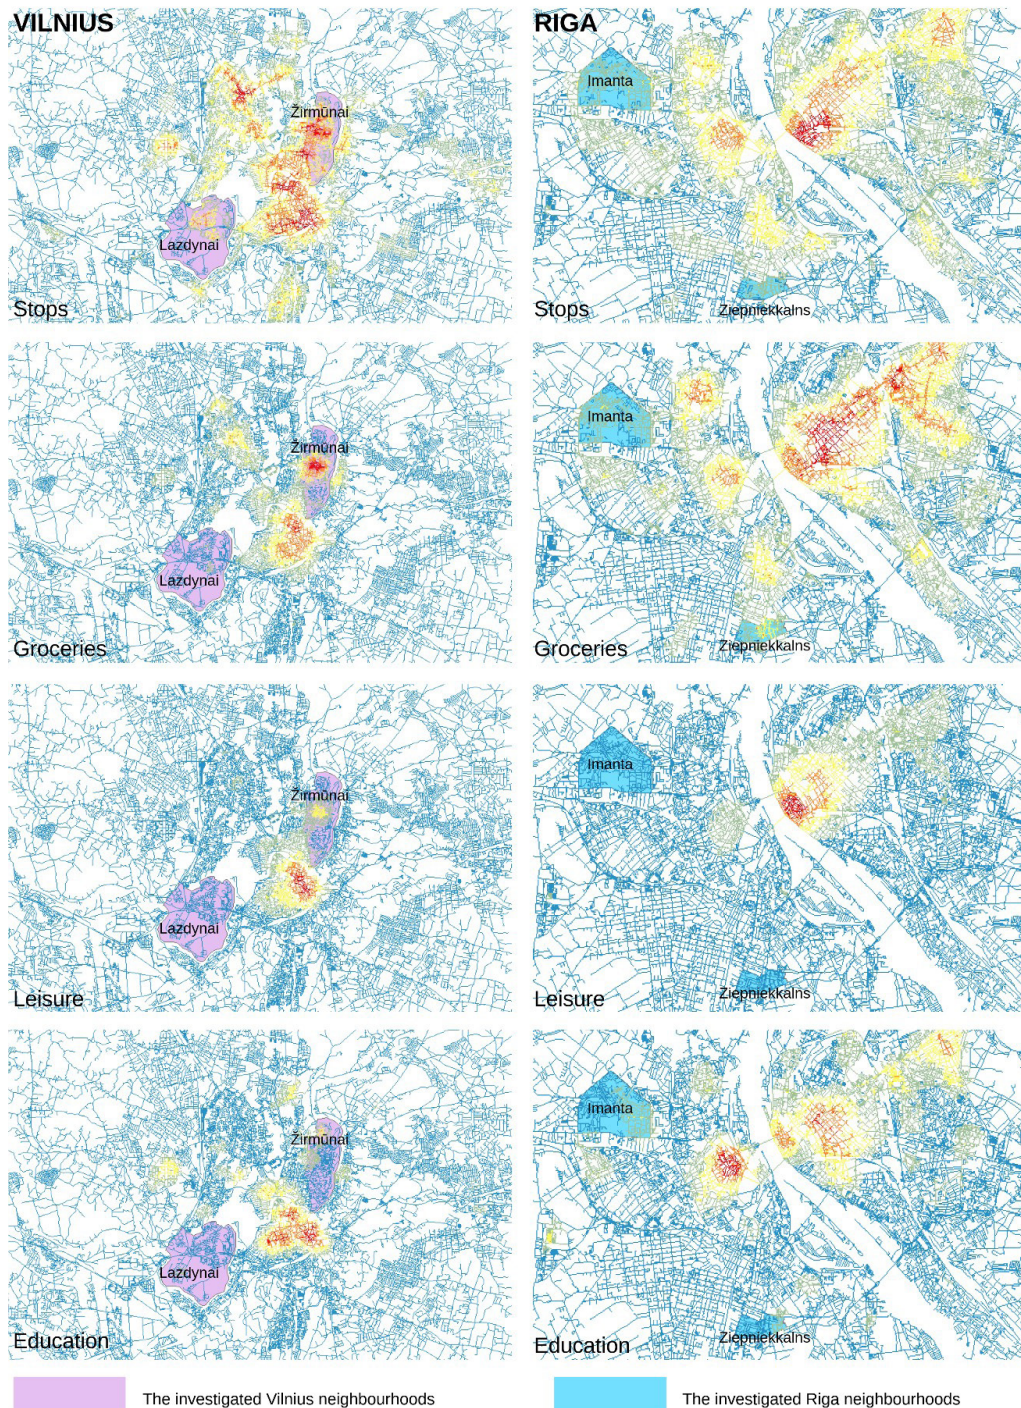 VILNIUS
RIGA
Žirmūnai
Lazdynai
Stops
Imanta
Ziepniekkalns
Stops
Žirmūnai
Lazdynai
Groceries
Imanta
Ziepniekkalns
Groceries
Žirmūnai
Lazdynai
Leisure
Imanta
Ziepniekkalns
Leisure
Žirmūnai
Lazdynai
Education
Imanta
Ziepniekkalns
Education
The investigated Vilnius neighbourhoods
The investigated Riga neighbourhoods